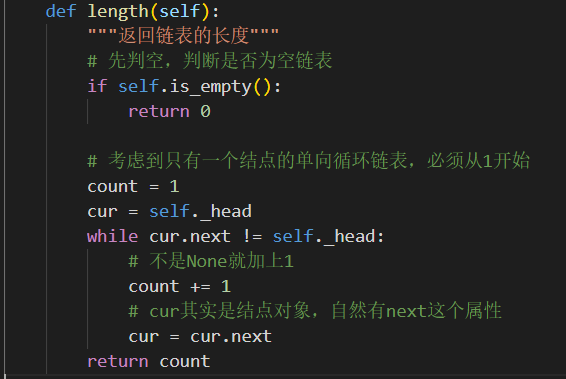 def length(self):
"""返回链表的长度"""
# 先判空，判断是否为空链表
if self.is_empty():
return 0
# 考虑到只有一个结点的单向循环链表，必须从1开始
count = 1
cur = self._head
while cur.next != self._head:
# 不是None就加上1
count += 1
# cur其实是结点对象，自然有next这个属性
cur = cur.next
return count